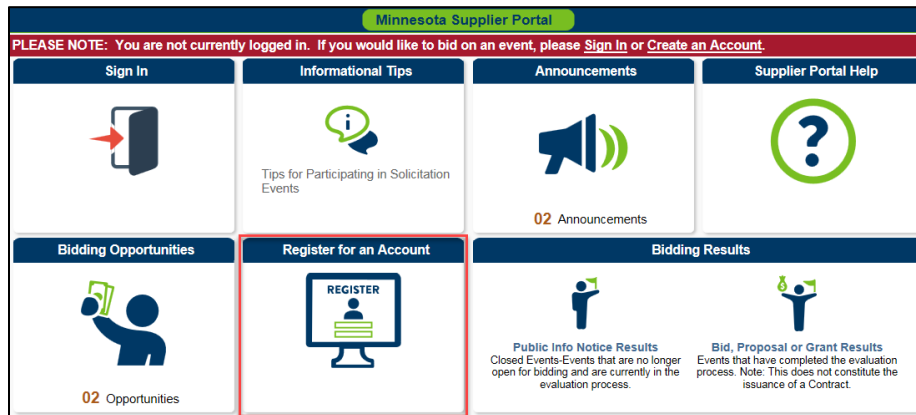 Minnesota Supplier Portal
PLEASE NOTE: You are not currently logged in. If you would like to bid on an event, please Sign In or Create an Account.
Sign In
Informational Tips
i
Tips for Participating in Solicitation
Events
Announcements
02 Announcements
Supplier Portal Help
?
Bidding Opportunities
02 Opportunities
Register for an Account
REGISTER
Bidding Results
Public Info Notice Results
Closed Events-Events that are no longer
open for bidding and are currently in the
evaluation process.
$
Bid, Proposal or Grant Results
Events that have completed the evaluation
process. Note: This does not constitute the
issuance of a Contract.